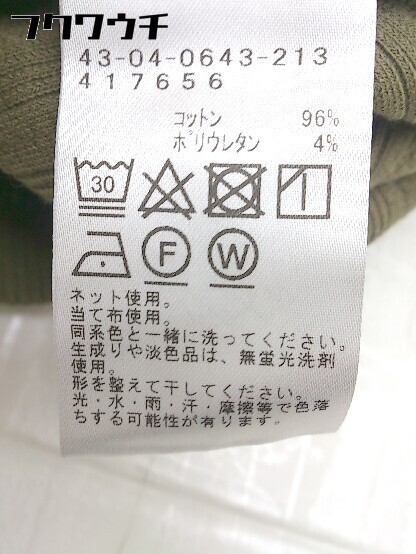 フクワウチ
43-04-0643-213
417656
コットン 96%
ポリウレタン 4%
30
F W
ネット使用。
当て布使用。
同系色と一緒に洗ってください。
生成りや淡色品は、無蛍光洗剤
使用。
形を整えて干してください。
光・水・雨・汗・摩擦等で色落
ちする可能性が有ります。